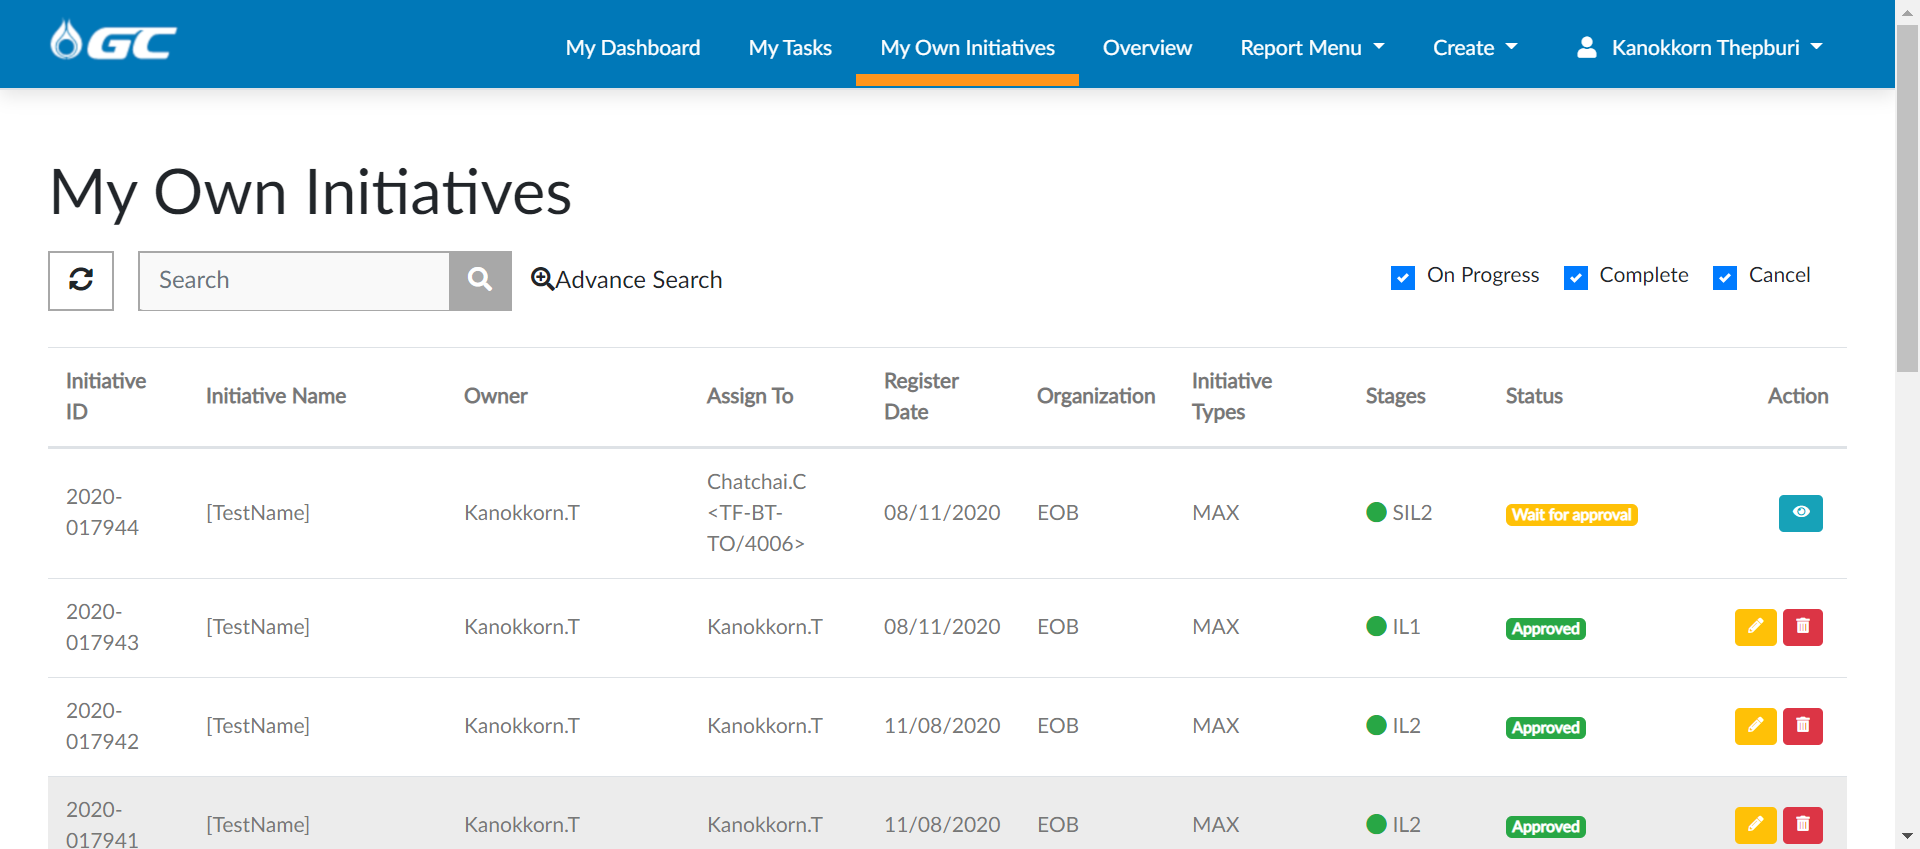 GC
My Dashboard My Tasks My Own Initiatives Overview Report Menu Create Kanokkorn Thepburi
My Own Initiatives
Search Advance Search On Progress Complete Cancel
Initiative ID Initiative Name Owner Assign To Register Date Organization Initiative Types Stages Status Action
2020-017944 [TestName] Kanokkorn.T Chatchai.C <TF-BT-TO/4006> 08/11/2020 EOB MAX SIL2 Wait for approval
2020-017943 [TestName] Kanokkorn.T Kanokkorn.T 08/11/2020 EOB MAX IL1 Approved
2020-017942 [TestName] Kanokkorn.T Kanokkorn.T 11/08/2020 EOB MAX IL2 Approved
2020-017941 [TestName] Kanokkorn.T Kanokkorn.T 11/08/2020 EOB MAX IL2 Approved